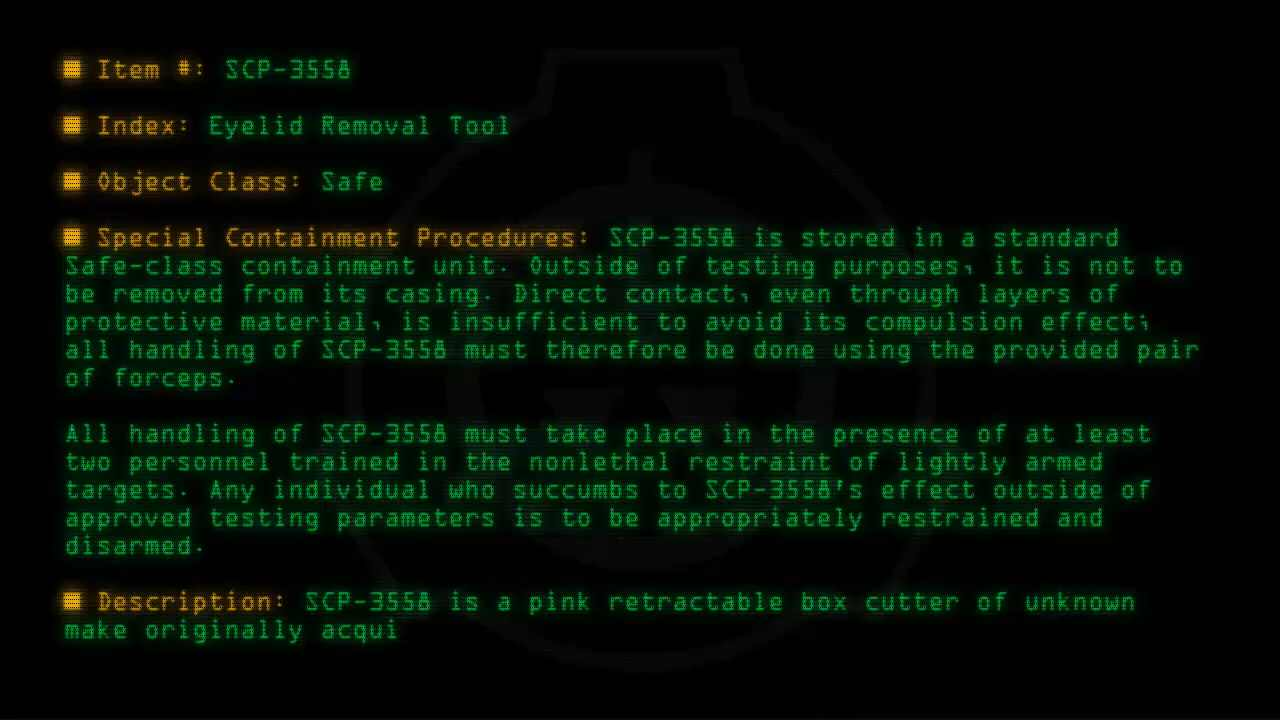 ■ Item #: SCP-3558
■ Index: Eyelid Removal Tool
■ Object Class: Safe
■ Special Containment Procedures: SCP-3558 is stored in a standard
Safe-class containment unit. Outside of testing purposes, it is not to
be removed from its casing. Direct contact, even through layers of
protective material, is insufficient to avoid its compulsion effect;
all handling of SCP-3558 must therefore be done using the provided pair
of forceps.
All handling of SCP-3558 must take place in the presence of at least
two personnel trained in the nonlethal restraint of lightly armed
targets. Any individual who succumbs to SCP-3558's effect outside of
approved testing parameters is to be appropriately restrained and
disarmed.
■ Description: SCP-3558 is a pink retractable box cutter of unknown
make originally acqui